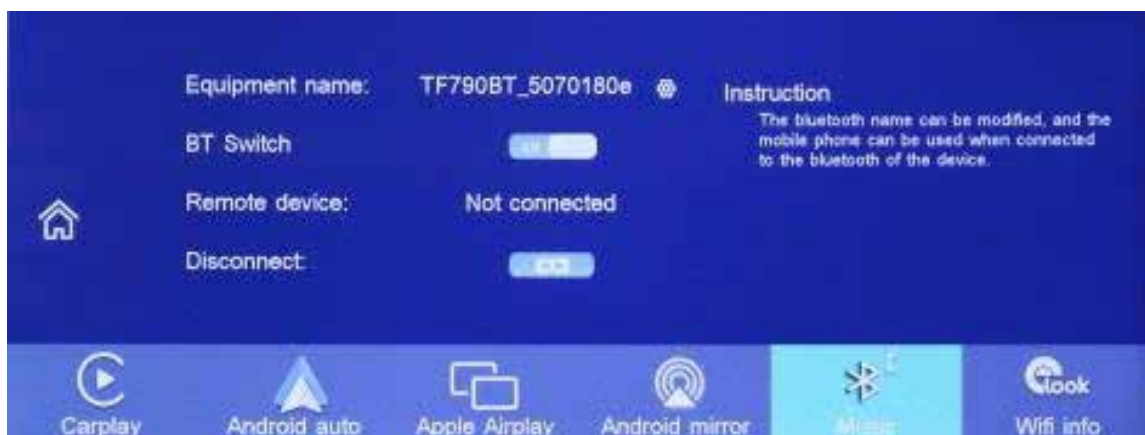 Equipment name: TF790BT_5070180e
Instruction
The bluetooth name can be modified, and the
mobile phone can be used when connected
to the bluetooth of the device.
BT Switch
Remote device: Not connected
Disconnect:
look
Carplay
Android auto
Apple Airplay
Android mirror
Music
Wifi info